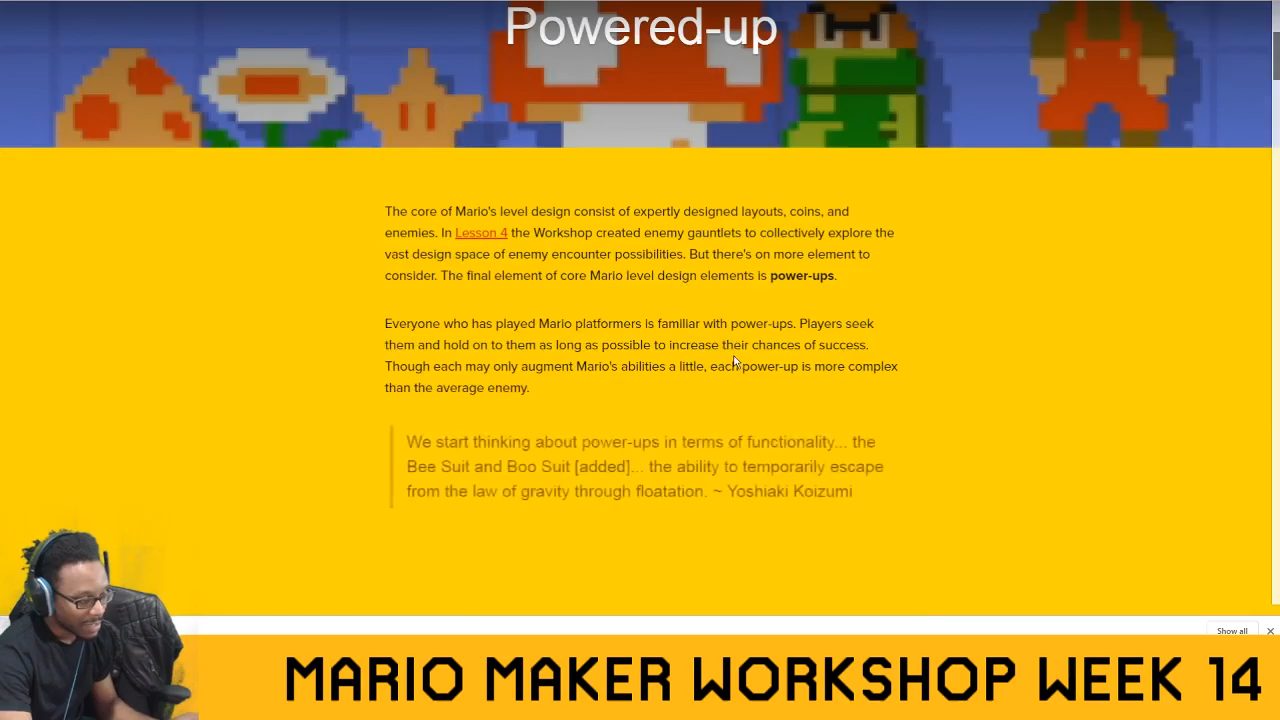 Powered-up
The core of Mario's level design consist of expertly designed layouts, coins, and
enemies. In Lesson 4 the Workshop created enemy gauntlets to collectively explore the
vast design space of enemy encounter possibilities. But there's on more element to
consider. The final element of core Mario level design elements is power-ups.
Everyone who has played Mario platformers is familiar with power-ups. Players seek
them and hold on to them as long as possible to increase their chances of success.
Though each may only augment Mario's abilities a little, each power-up is more complex
than the average enemy.
We start thinking about power-ups in terms of functionality... the
Bee Suit and Boo Suit [added]... the ability to temporarily escape
from the law of gravity through floatation. ~ Yoshiaki Koizumi
Show all
MARIO MAKER WORKSHOP WEEK 14